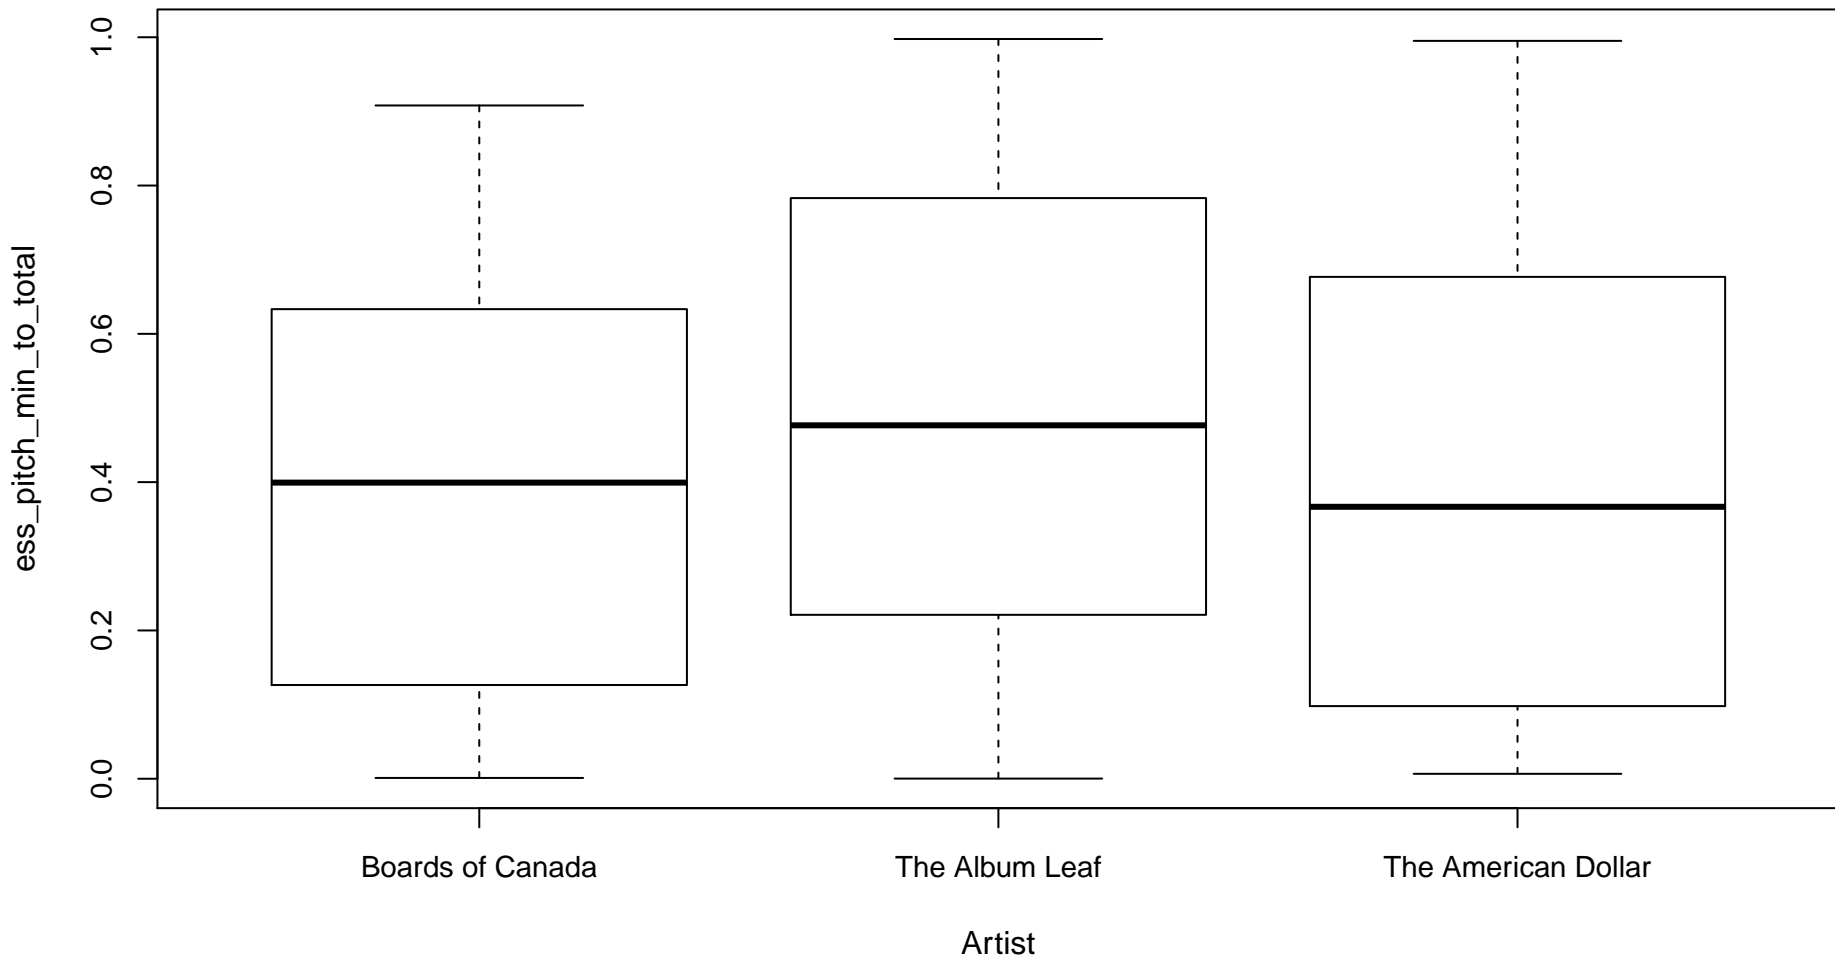 ess_pitch_min_to_total
1.0
0.8
0.6
0.4
0.2
0.0
Boards of Canada
The Album Leaf
The American Dollar
Artist